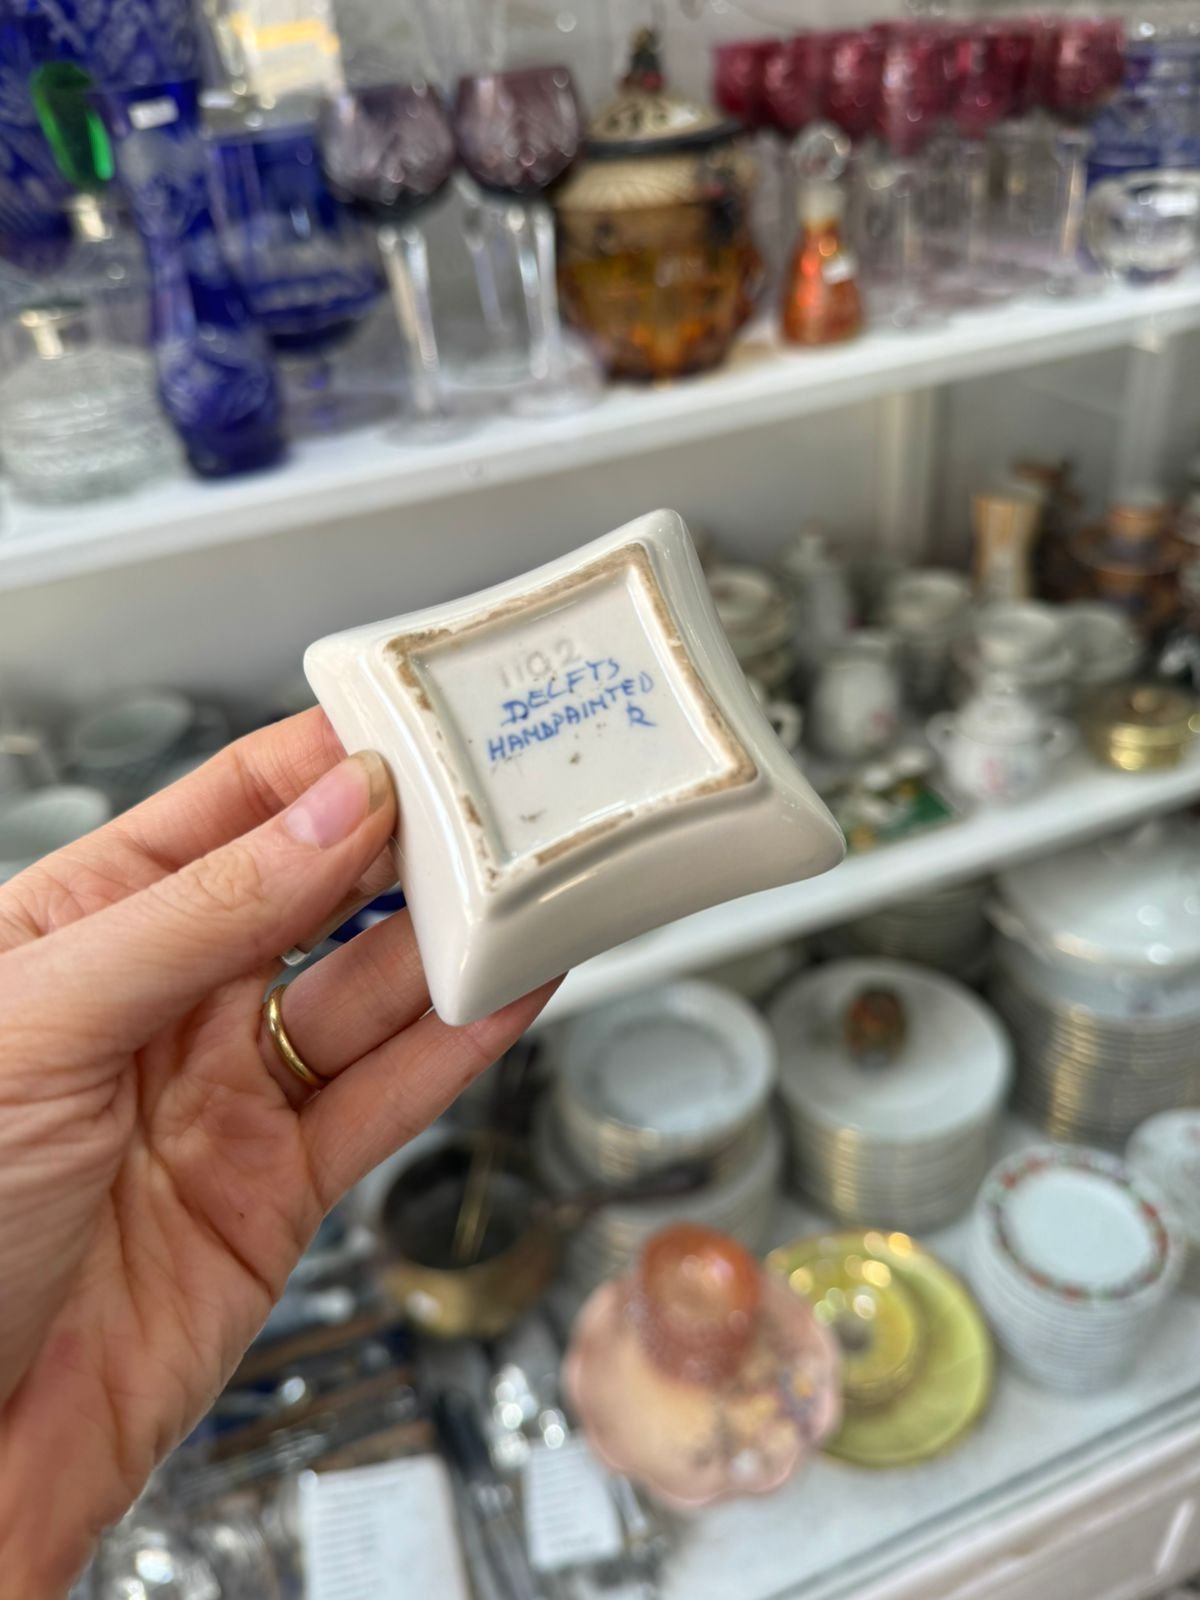 1102
DELFTS
HANDPAINTED
R